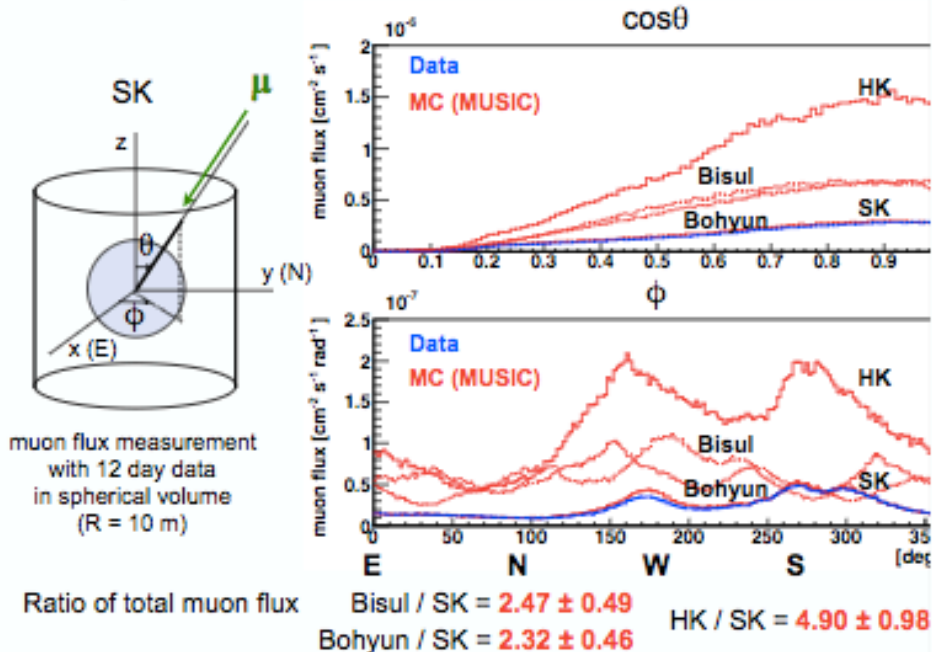 SK
μ
z
θ
y (N)
ϕ
x (E)
muon flux measurement
with 12 day data
in spherical volume
(R = 10 m)
cosθ
10⁻⁶
muon flux [cm⁻² s⁻¹]
2
1.5
1
0.5
0
Data
MC (MUSIC)
HK
Bisul
SK
Bohyun
0 0.1 0.2 0.3 0.4 0.5 0.6 0.7 0.8 0.9
ϕ
10⁻⁷
muon flux [cm⁻² s⁻¹ rad⁻¹]
2.5
2
1.5
1
0.5
0
Data
MC (MUSIC)
HK
Bisul
SK
Bohyun
0 50 100 150 200 250 300 35
[deg
E N W S
Ratio of total muon flux
Bisul / SK = 2.47 ± 0.49
Bohyun / SK = 2.32 ± 0.46
HK / SK = 4.90 ± 0.98